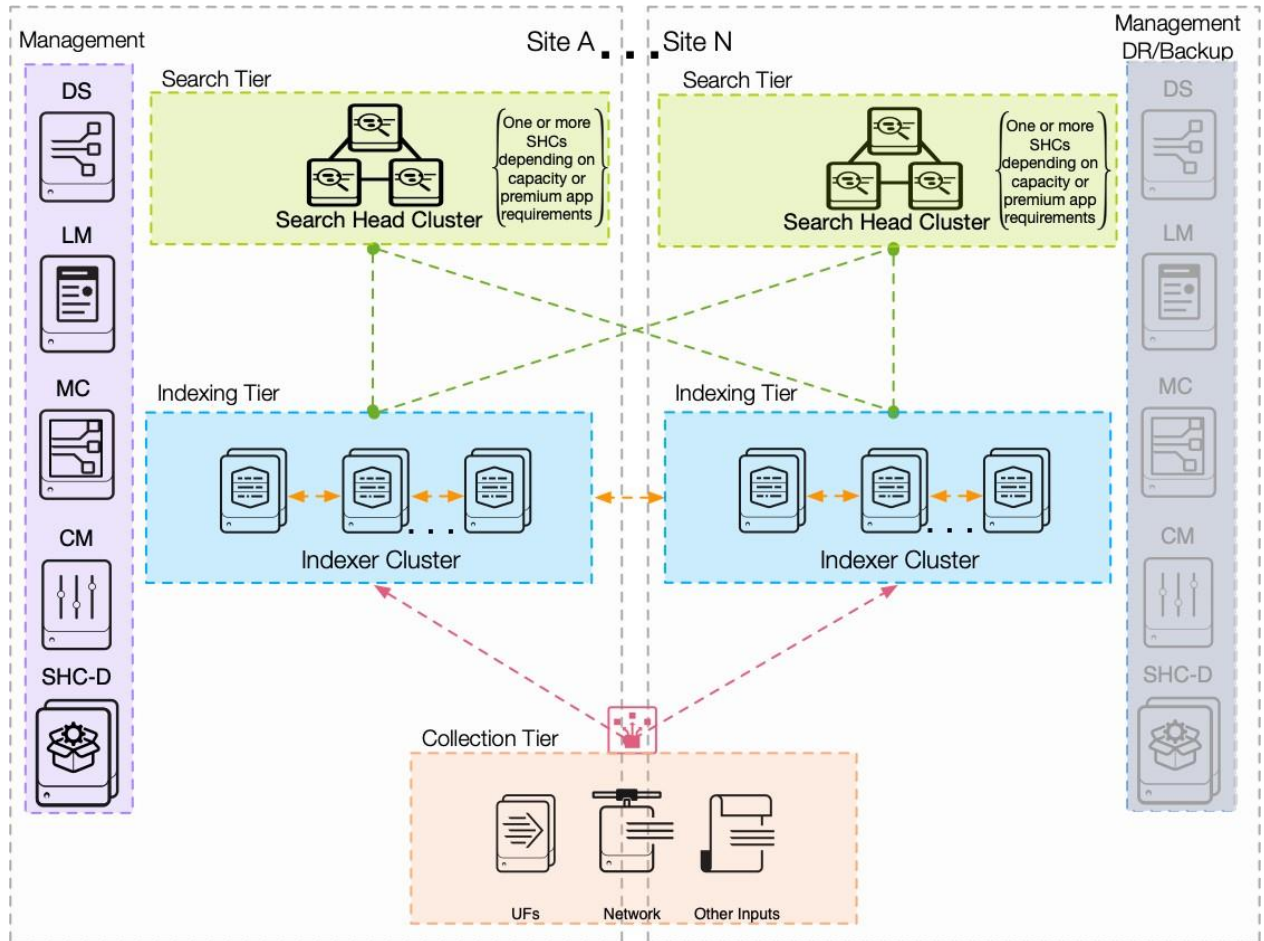 Management
Site A . . . Site N
Management
DR/Backup
DS
LM
MC
CM
SHC-D
Search Tier
One or more
SHCs
depending on
capacity or
premium app
requirements
Search Head Cluster
Search Tier
One or more
SHCs
depending on
capacity or
premium app
requirements
Search Head Cluster
DS
LM
MC
CM
SHC-D
Indexing Tier
. . .
Indexer Cluster
Indexing Tier
. . .
Indexer Cluster
Collection Tier
UFs
Network
Other Inputs